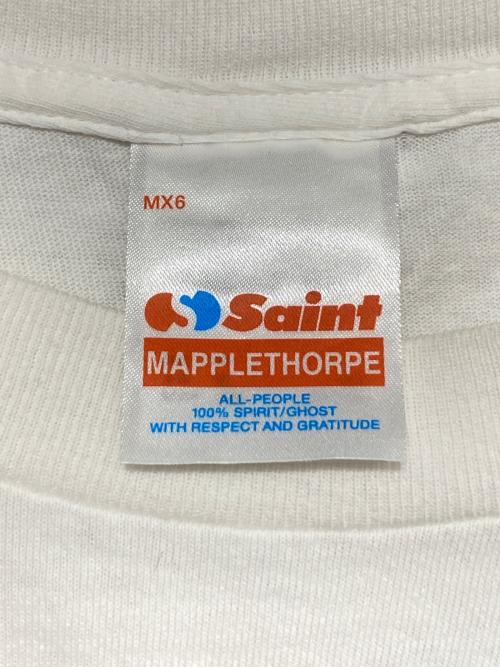 MX6
Saint
MAPPLETHORPE
ALL-PEOPLE
100% SPIRIT/GHOST
WITH RESPECT AND GRATITUDE